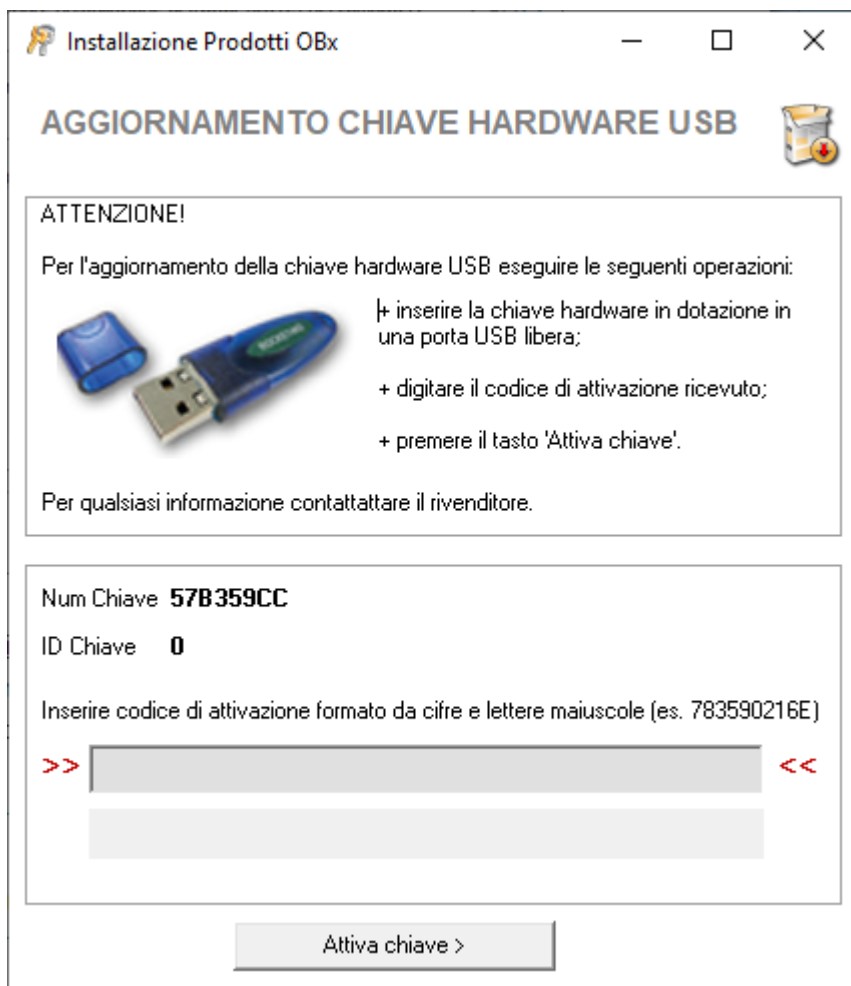 Installazione Prodotti OBx
AGGIORNAMENTO CHIAVE HARDWARE USB
ATTENZIONE!
Per l'aggiornamento della chiave hardware USB eseguire le seguenti operazioni:
+ inserire la chiave hardware in dotazione in
una porta USB libera;
+ digitare il codice di attivazione ricevuto;
+ premere il tasto 'Attiva chiave'.
Per qualsiasi informazione contattattare il rivenditore.
Num Chiave 57B359CC
ID Chiave 0
Inserire codice di attivazione formato da cifre e lettere maiuscole (es. 783590216E)
>> <<
Attiva chiave >